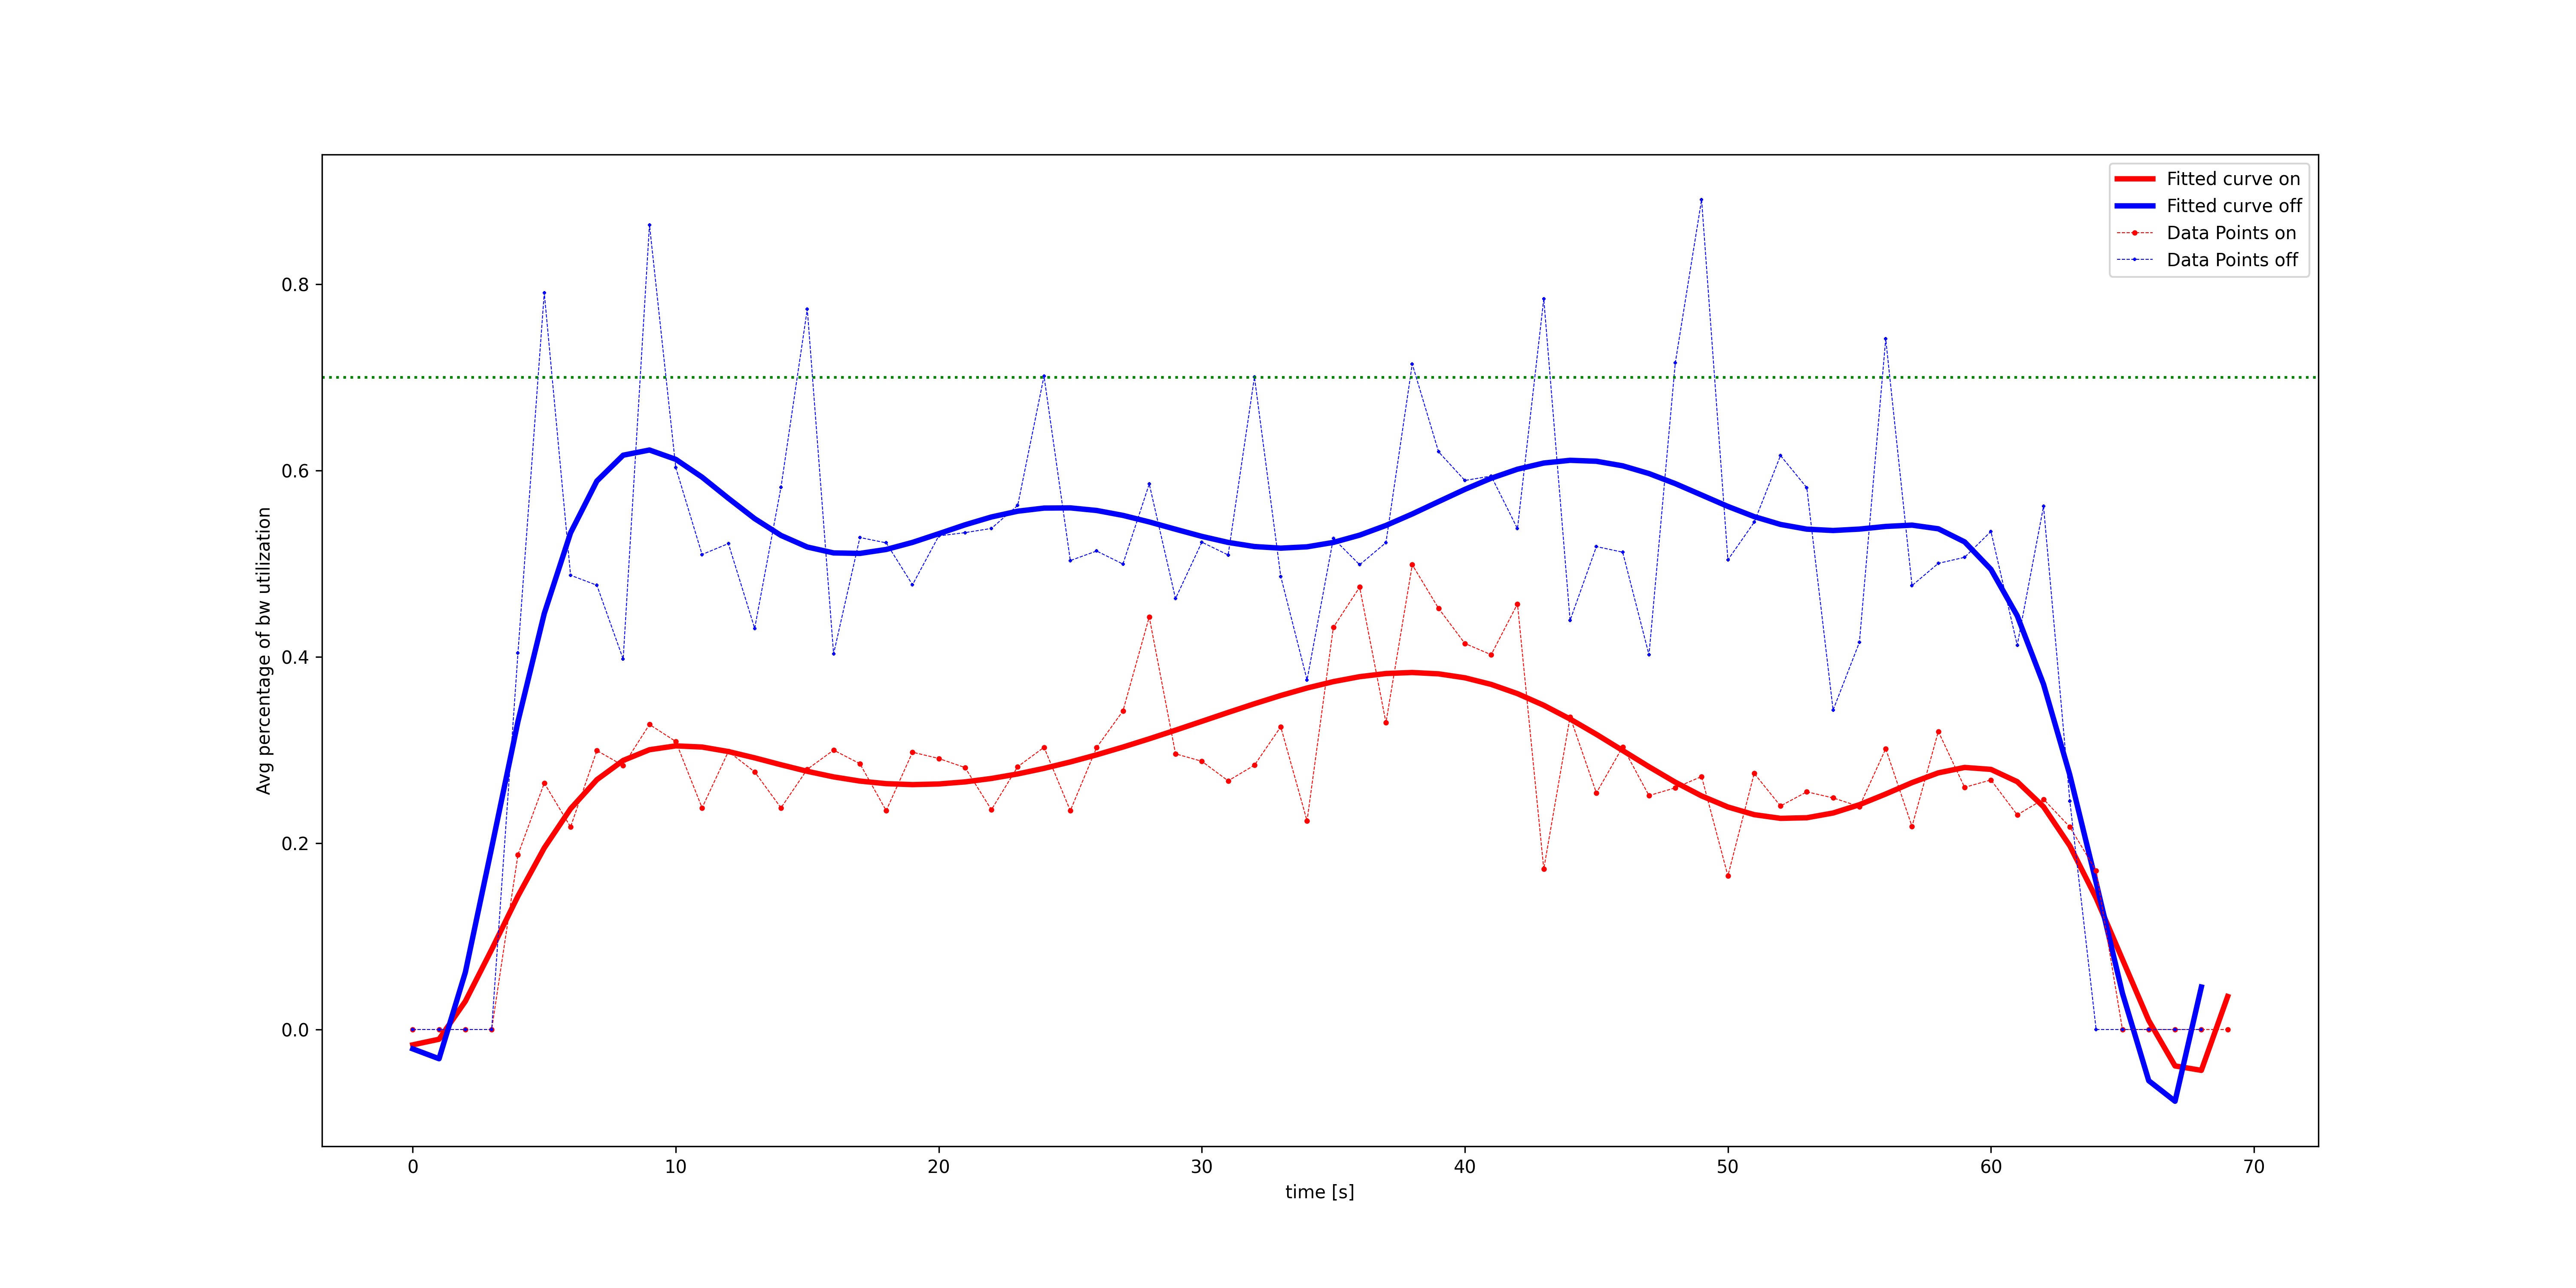 Fitted curve on
Fitted curve off
Data Points on
Data Points off
0.8
0.6
0.4
0.2
0.0
Avg percentage of bw utilization
0 10 20 30 40 50 60 70
time [s]